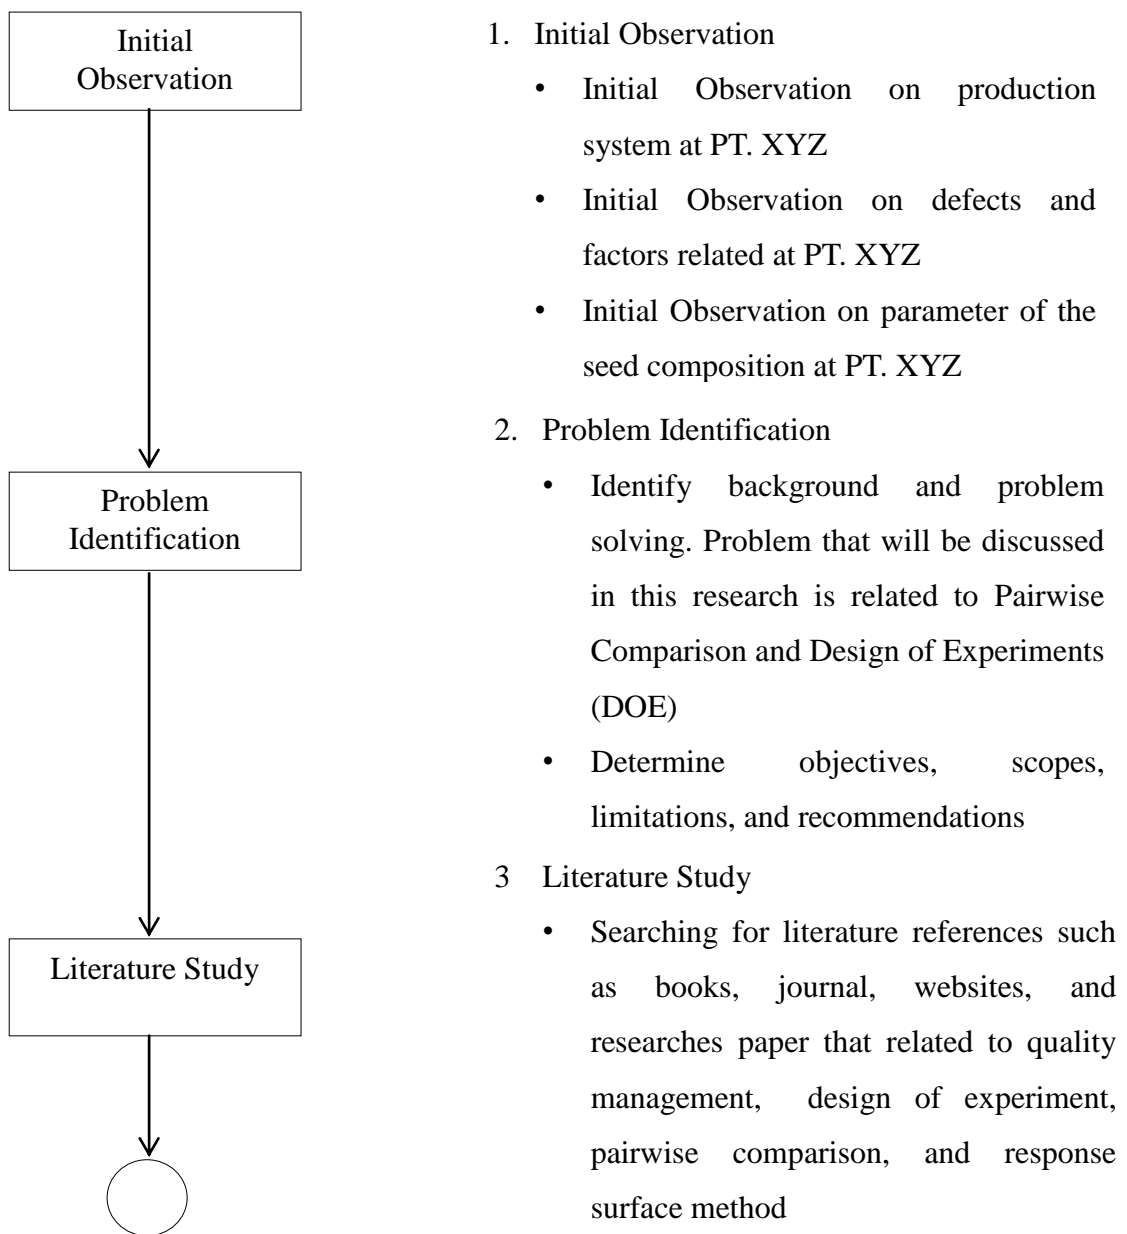 Initial
Observation
1. Initial Observation
• Initial Observation on production
system at PT. XYZ
• Initial Observation on defects and
factors related at PT. XYZ
• Initial Observation on parameter of the
seed composition at PT. XYZ
Problem
Identification
2. Problem Identification
• Identify background and problem
solving. Problem that will be discussed
in this research is related to Pairwise
Comparison and Design of Experiments
(DOE)
• Determine objectives, scopes,
limitations, and recommendations
Literature Study
3 Literature Study
• Searching for literature references such
as books, journal, websites, and
researches paper that related to quality
management, design of experiment,
pairwise comparison, and response
surface method